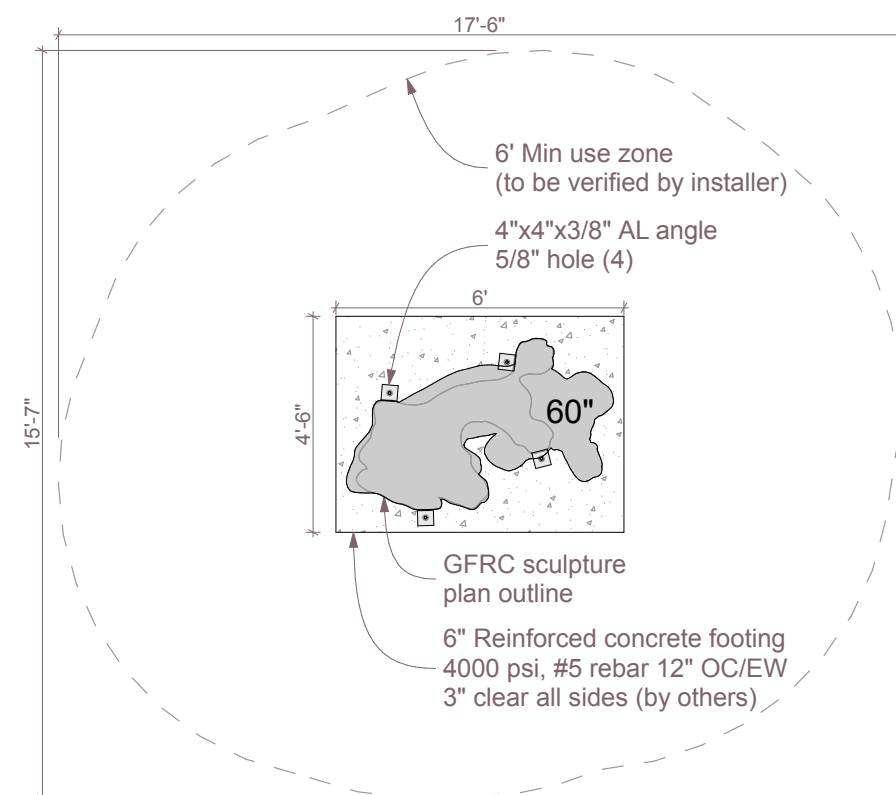 17'-6"
6' Min use zone
(to be verified by installer)
4"x4"x3/8" AL angle
5/8" hole (4)
6'
15'-7"
4'-6"
60"
GFRC sculpture
plan outline
6" Reinforced concrete footing
4000 psi, #5 rebar 12" OC/EW
3" clear all sides (by others)